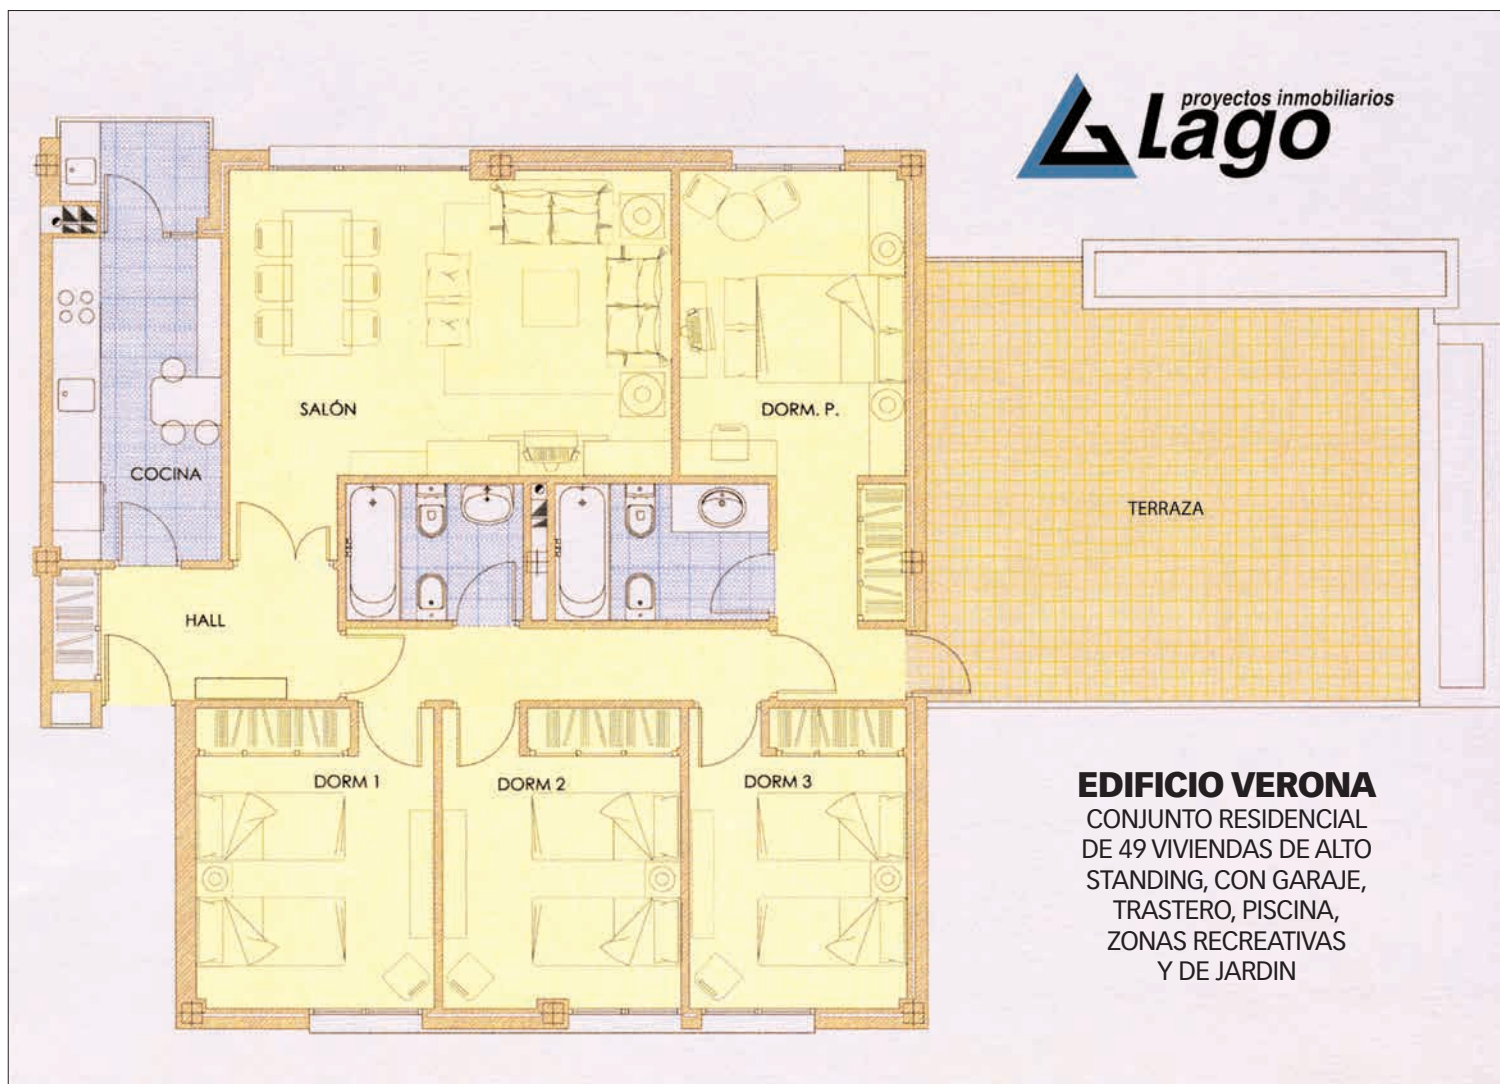 proyectos inmobiliarios
Lago
SALÓN
DORM. P.
COCINA
TERRAZA
HALL
DORM 1
DORM 2
DORM 3
EDIFICIO VERONA
CONJUNTO RESIDENCIAL
DE 49 VIVIENDAS DE ALTO
STANDING, CON GARAJE,
TRASTERO, PISCINA,
ZONAS RECREATIVAS
Y DE JARDIN